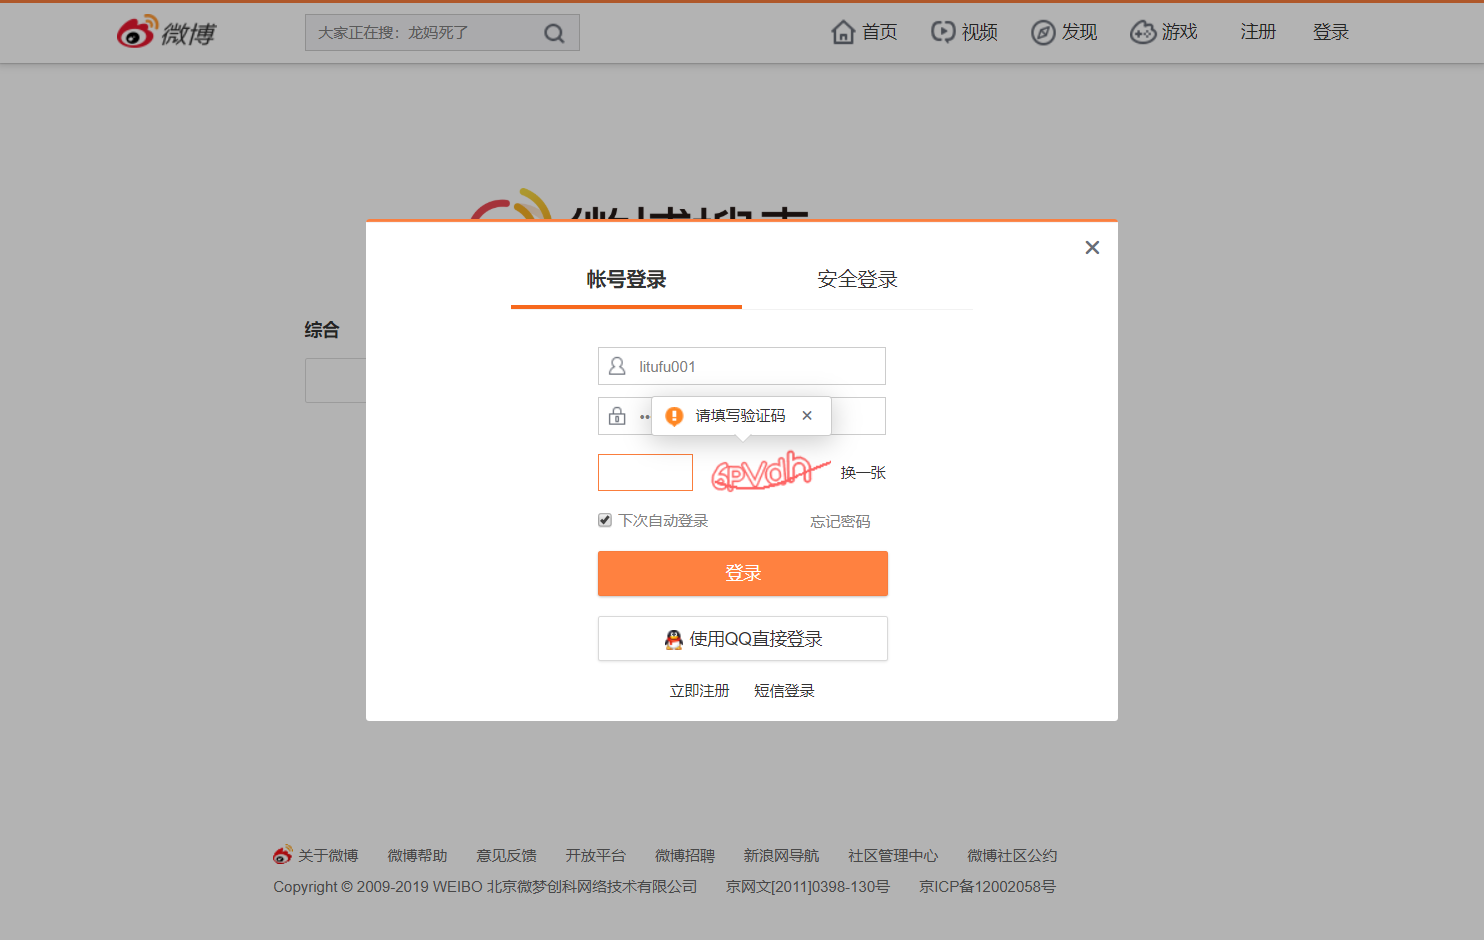 微博 大家正在搜：龙妈死了 首页 视频 发现 游戏 注册 登录
帐号登录 安全登录
综合
litufu001
请填写验证码
6PVdh 换一张
下次自动登录 忘记密码
登录
使用QQ直接登录
立即注册 短信登录
关于微博 微博帮助 意见反馈 开放平台 微博招聘 新浪网导航 社区管理中心 微博社区公约
Copyright © 2009-2019 WEIBO 北京微梦创科网络技术有限公司 京网文[2011]0398-130号 京ICP备12002058号